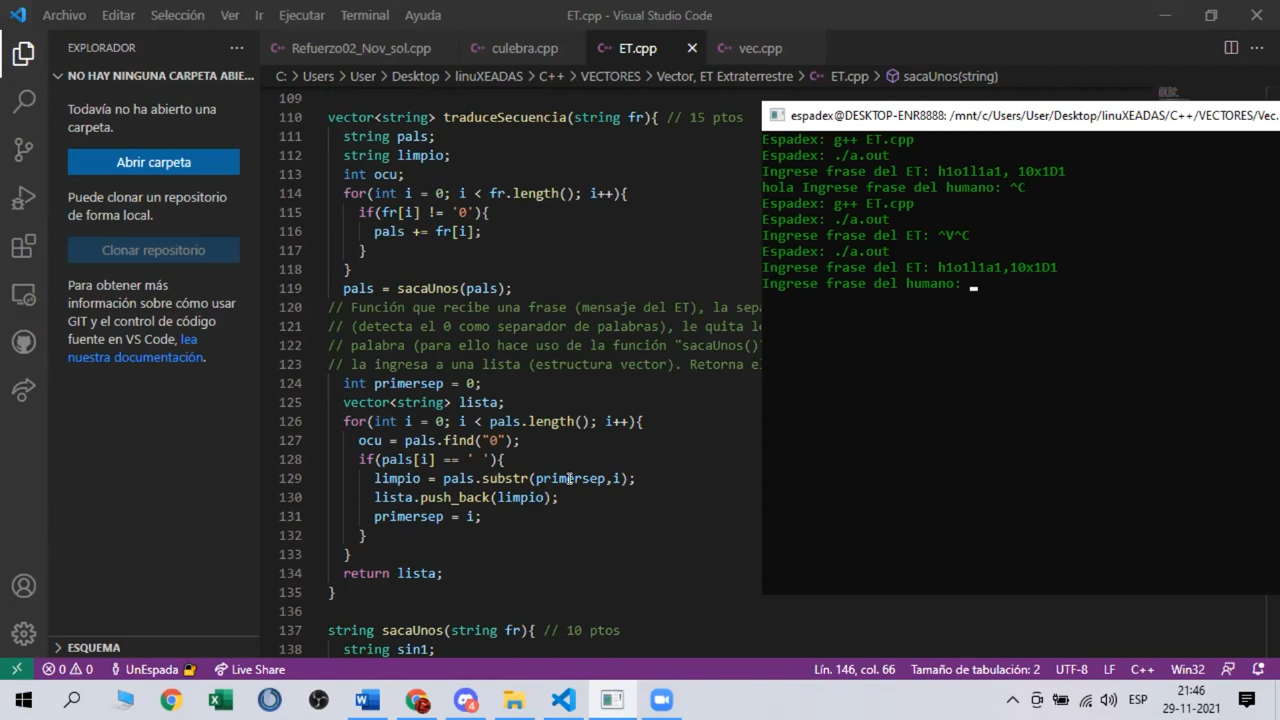 Archivo Editar Selección Ver Ir Ejecutar Terminal Ayuda
ET.cpp - Visual Studio Code
EXPLORADOR
NO HAY NINGUNA CARPETA ABIE...
Todavía no ha abierto una
carpeta.
Abrir carpeta
Puede clonar un repositorio
de forma local.
Clonar repositorio
Para obtener más
información sobre cómo usar
GIT y el control de código
fuente en VS Code, lea
nuestra documentación.
ESQUEMA
Refuerzo02_Nov_sol.cpp culebra.cpp ET.cpp vec.cpp
C: > Users > User > Desktop > linuXEADAS > C++ > VECTORES > Vector, ET Extraterrestre > ET.cpp > sacaUnos(string)
109
110 vector<string> traduceSecuencia(string fr){ // 15 ptos
111 string pals;
112 string limpio;
113 int ocu;
114 for(int i = 0; i < fr.length(); i++){
115 if(fr[i] != '0'){
116 pals += fr[i];
117 }
118 }
119 pals = sacaUnos(pals);
120 // Función que recibe una frase (mensaje del ET), la sepa
121 // (detecta el 0 como separador de palabras), le quita lo
122 // palabra (para ello hace uso de la función "sacaUnos()"
123 // la ingresa a una lista (estructura vector). Retorna el
124 int primersep = 0;
125 vector<string> lista;
126 for(int i = 0; i < pals.length(); i++){
127 ocu = pals.find("0");
128 if(pals[i] == ' '){
129 limpio = pals.substr(primersep,i);
130 lista.push_back(limpio);
131 primersep = i;
132 }
133 }
134 return lista;
135 }
136
137 string sacaUnos(string fr){ // 10 ptos
138 string sin1;
espadex@DESKTOP-ENR8888: /mnt/c/Users/User/Desktop/linuXEADAS/C++/VECTORES/Vec.
Espadex: g++ ET.cpp
Espadex: ./a.out
Ingrese frase del ET: h1o1l1a1, 10x1D1
hola Ingrese frase del humano: ^C
Espadex: g++ ET.cpp
Espadex: ./a.out
Ingrese frase del ET: ^V^C
Espadex: ./a.out
Ingrese frase del ET: h1o1l1a1,10x1D1
Ingrese frase del humano:
0 0 UnEspada Live Share
Lín. 146, col. 66 Tamaño de tabulación: 2 UTF-8 LF C++ Win32
ESP
21:46
29-11-2021